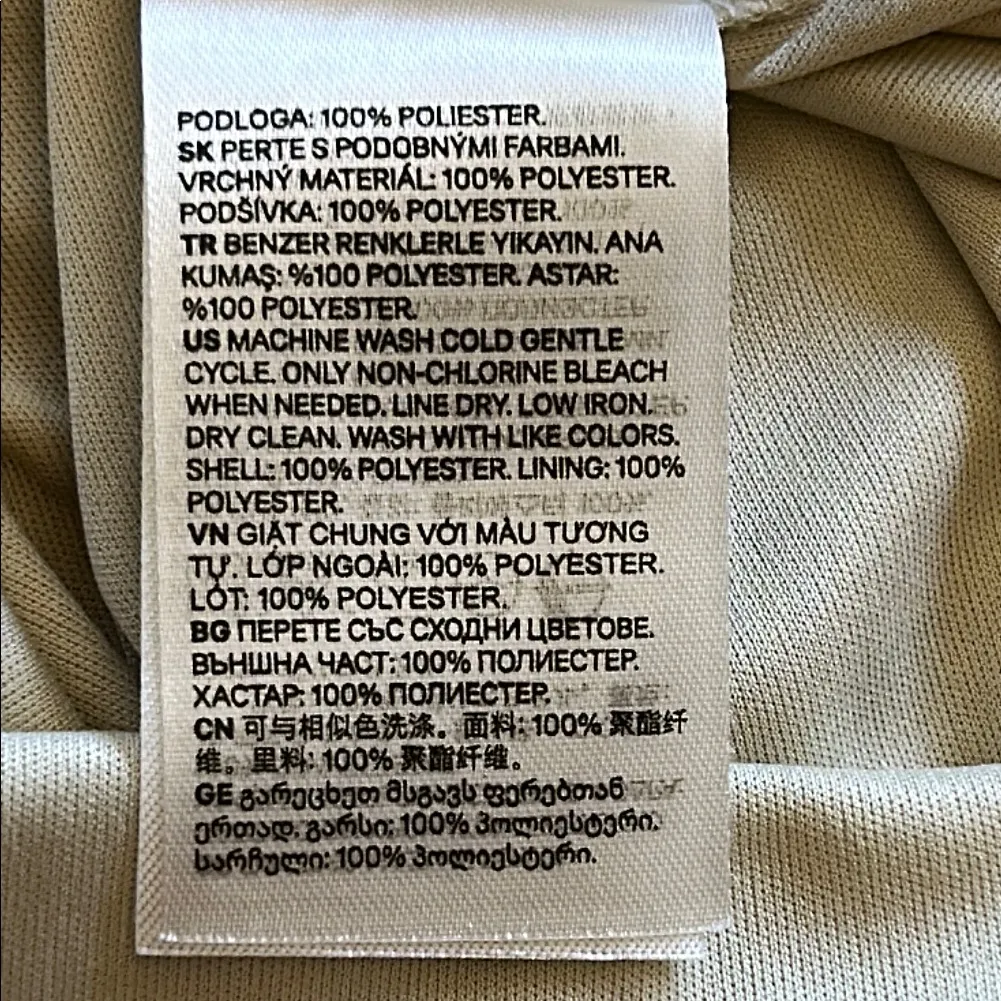 PODLOGA: 100% POLIESTER.
SK PERTE S PODOBNÝMI FARBAMI.
VRCHNÝ MATERIÁL: 100% POLYESTER.
PODŠÍVKA: 100% POLYESTER.
TR BENZER RENKLERLE YIKAYIN. ANA
KUMAŞ: %100 POLYESTER. ASTAR:
%100 POLYESTER.
US MACHINE WASH COLD GENTLE
CYCLE. ONLY NON-CHLORINE BLEACH
WHEN NEEDED. LINE DRY. LOW IRON.
DRY CLEAN. WASH WITH LIKE COLORS.
SHELL: 100% POLYESTER. LINING: 100%
POLYESTER.
VN GIẶT CHUNG VỚI MÀU TƯƠNG
TỰ. LỚP NGOÀI: 100% POLYESTER.
LÓT: 100% POLYESTER.
BG ПЕРЕТЕ СЪС СХОДНИ ЦВЕТОВЕ.
ВЪНШНА ЧАСТ: 100% ПОЛИЕСТЕР.
ХАСТАР: 100% ПОЛИЕСТЕР.
CN 可与相似色洗涤。面料: 100% 聚酯纤
维。里料: 100% 聚酯纤维。
GE გარეცხეთ მსგავს ფერებთან
ერთად. გარსი: 100% პოლიესტერი.
სარჩული: 100% პოლიესტერი.